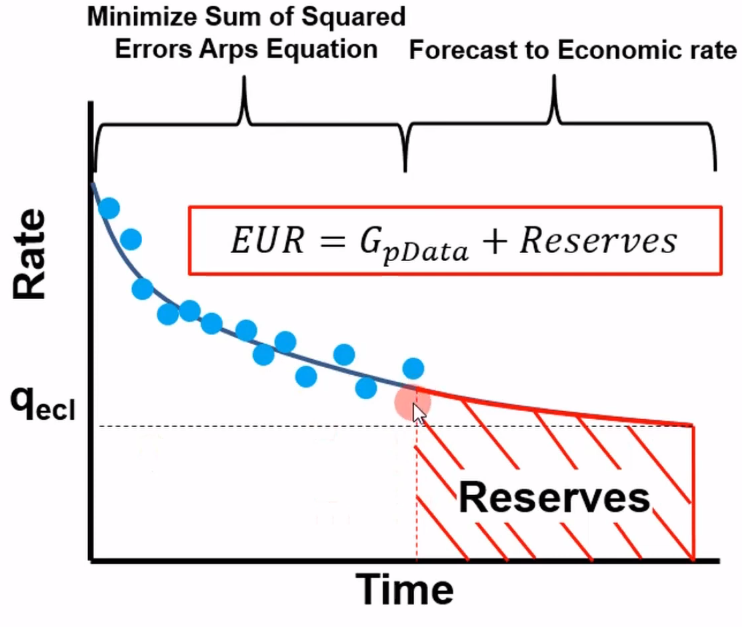 Minimize Sum of Squared
Errors Arps Equation
Forecast to Economic rate
EUR = G_{pData} + Reserves
Rate
q_{ecl}
Reserves
Time